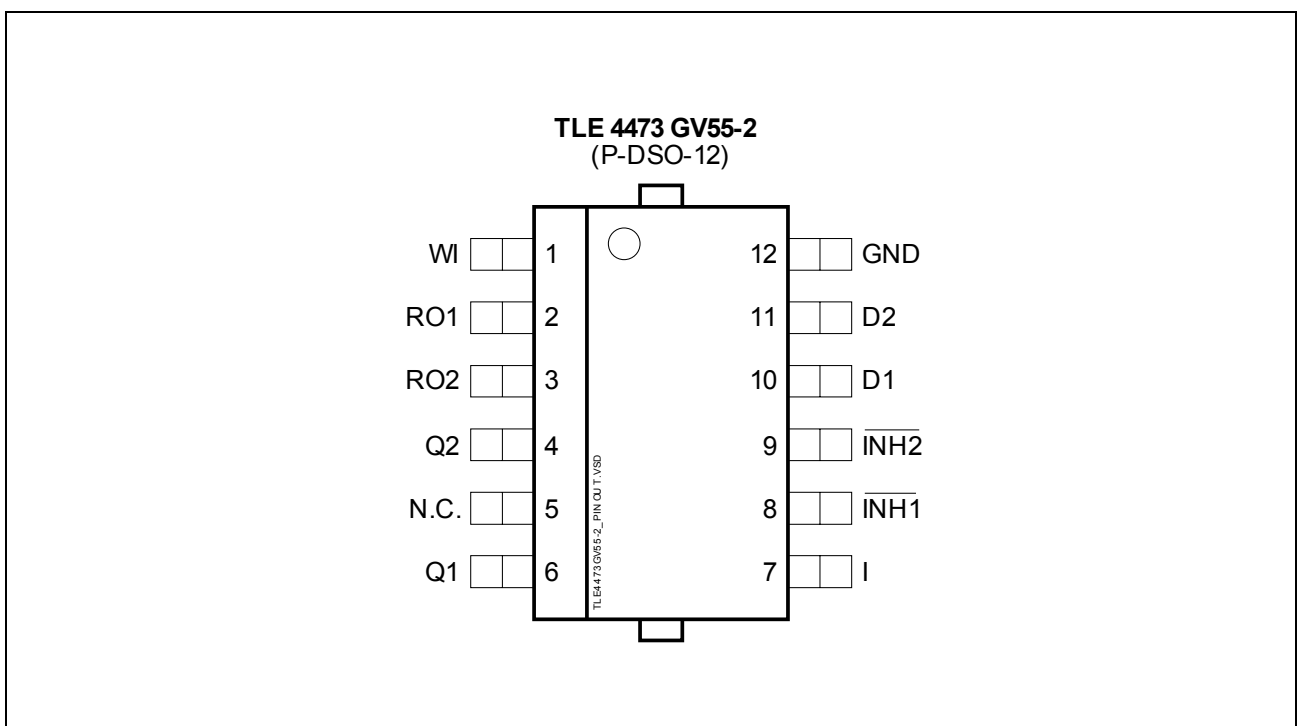 TLE 4473 GV55-2
(P-DSO-12)
WI 1 12 GND
RO1 2 11 D2
RO2 3 10 D1
Q2 4 9 INH2
N.C. 5 8 INH1
Q1 6 7 I
TLE4473GV55-2_PINOUT.VSD